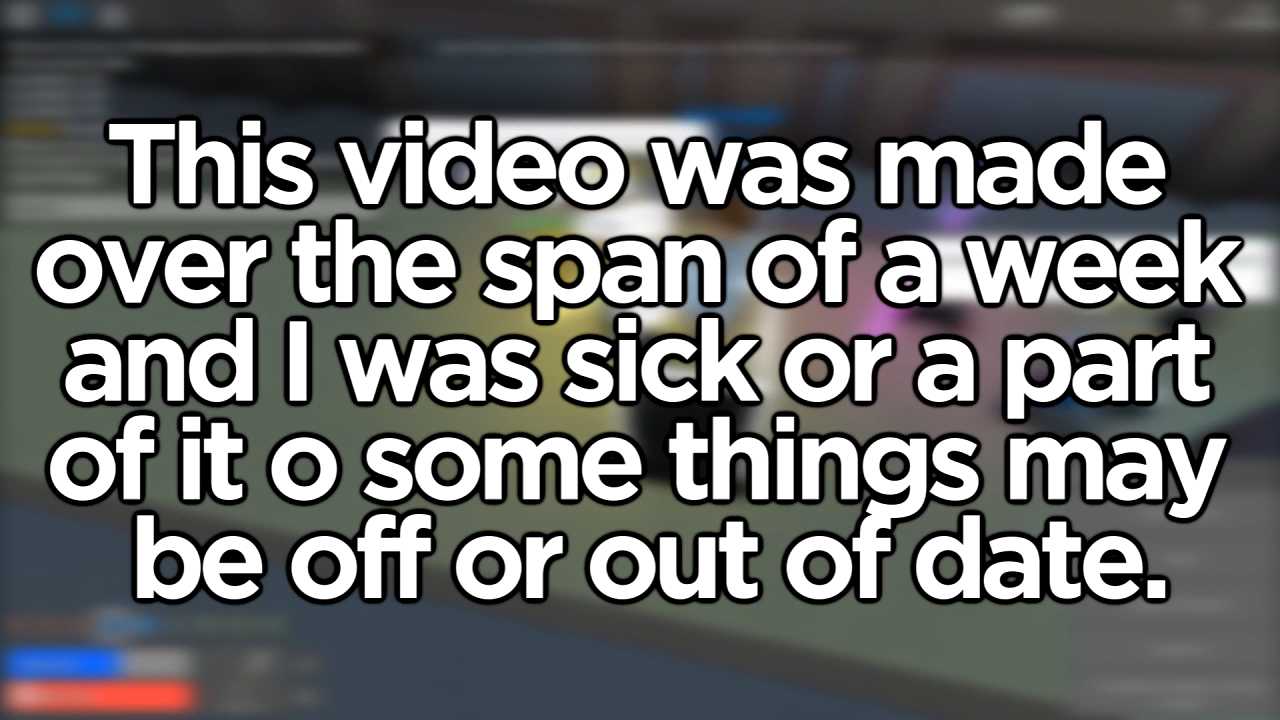 This video was made
over the span of a week
and I was sick or a part
of it o some things may
be off or out of date.